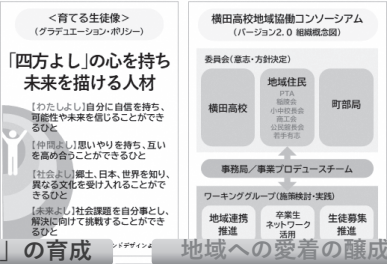 <育てる生徒像>
(グラデュエーション・ポリシー)
「四方よし」の心を持ち
未来を描ける人材
【わたしよし】自分に自信を持ち、
可能性や未来を信じることができ
るひと
【仲間よし】思いやりを持ち、互い
を高め合うことができるひと
【社会よし】郷土、日本、世界を知り、
異なる文化を受け入れることがで
きるひと
【未来よし】社会課題を自分事とし、
解決に向けて挑戦することができ
るひと
」の育成
横田高校地域協働コンソーシアム
(バージョン2.0 組織概念図)
委員会(意志・方針決定)
横田高校
地域住民
PTA
稲陵会
小中校長会
商工会
公民館長会
若手有志
町部局
事務局/事業プロデュースチーム
ワーキンググループ(施策検討・実践)
地域連携
推進
卒業生
ネットワーク
活用
生徒募集
推進
地域への愛着の醸成